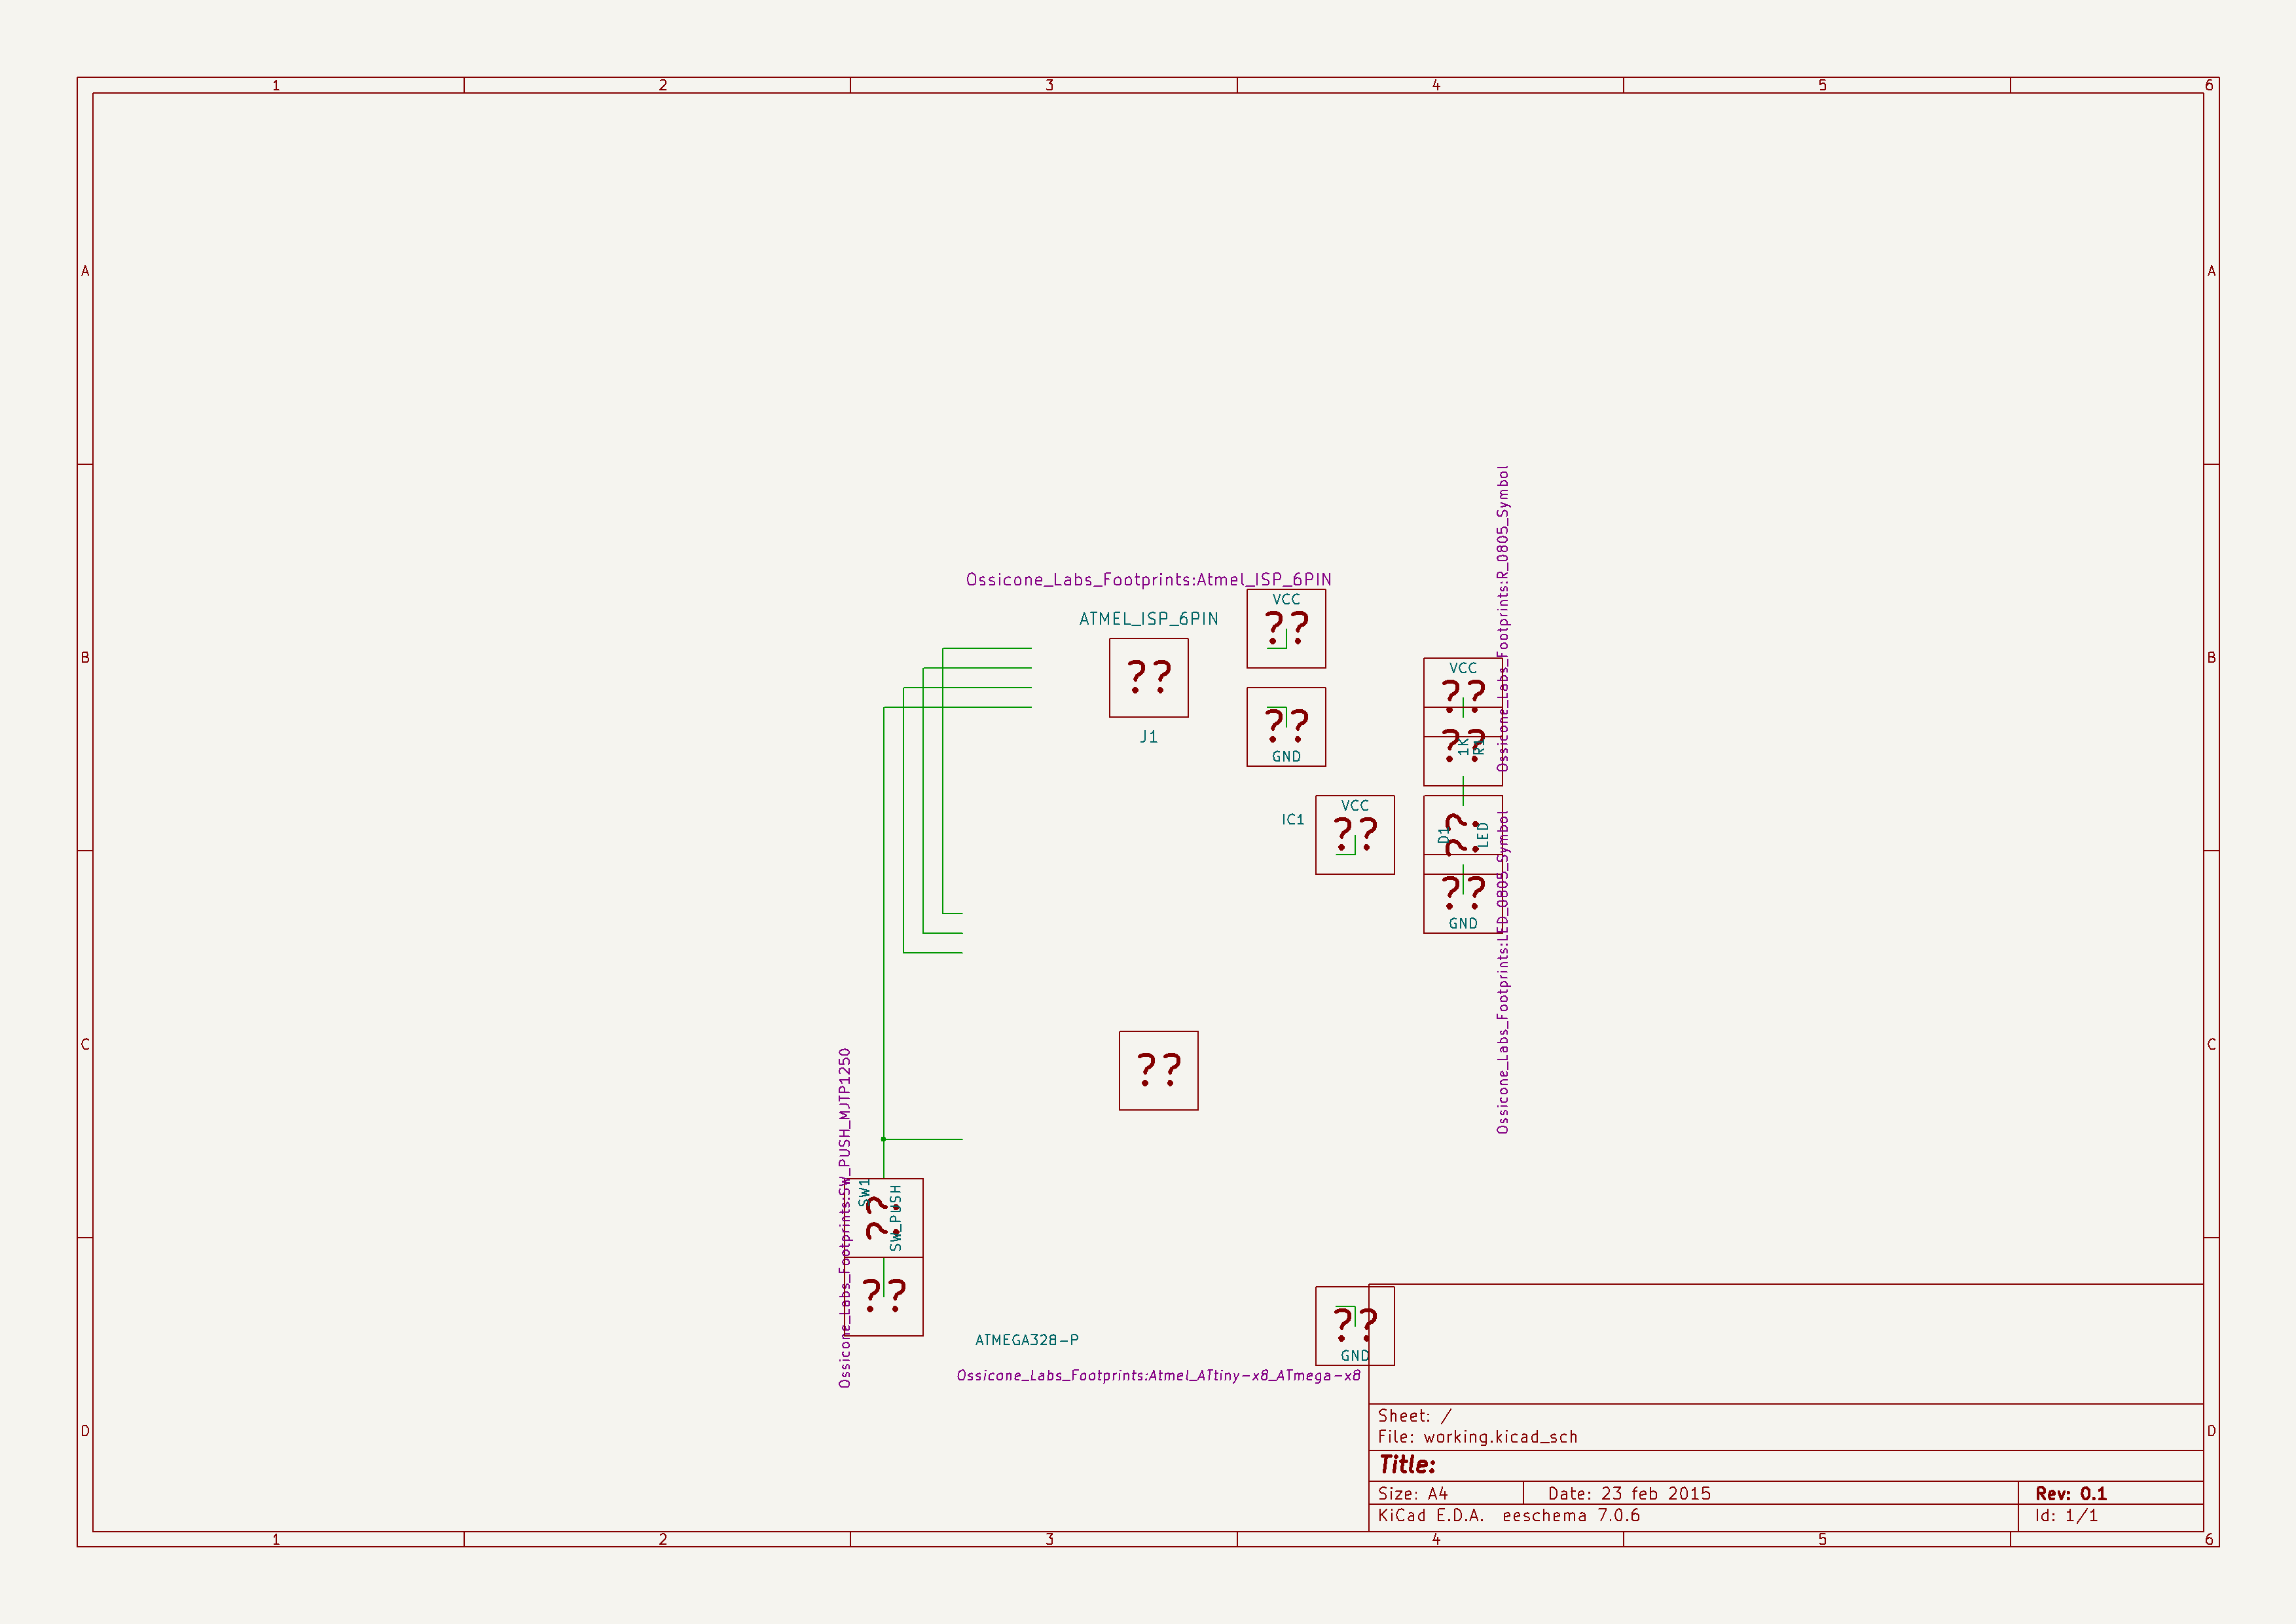 1 2 3 4 5 6
A A
Ossicone_Labs_Footprints:R_0805_Symbol
Ossicone_Labs_Footprints:Atmel_ISP_6PIN
VCC
ATMEL_ISP_6PIN
??
B B
??
VCC
??
J1
??
GND
1K
R1
??
VCC
IC1
??
D1
??
LED
Ossicone_Labs_Footprints:LED_0805_Symbol
??
GND
C C
??
Ossicone_Labs_Footprints:SW_PUSH_MJTP1250
SW1
??
SW_PUSH
??
??
ATMEGA328-P
GND
Ossicone_Labs_Footprints:Atmel_ATtiny-x8_ATmega-x8
Sheet: /
D D
File: working.kicad_sch
Title:
Size: A4 Date: 23 feb 2015 Rev: 0.1
KiCad E.D.A. eeschema 7.0.6 Id: 1/1
1 2 3 4 5 6